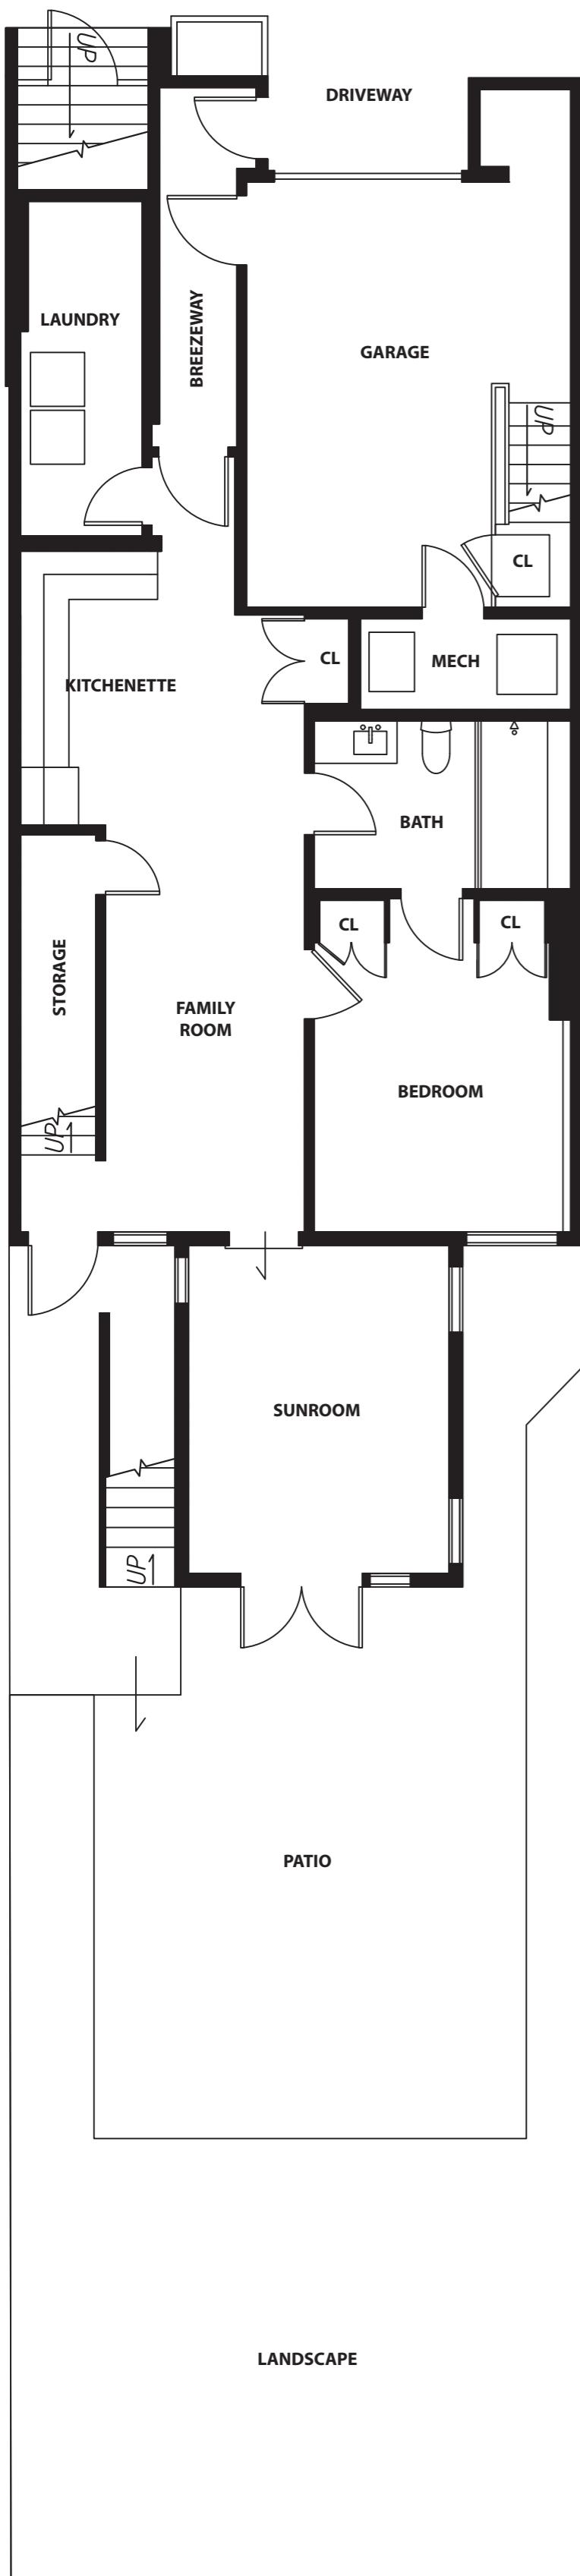 UP
DRIVEWAY
LAUNDRY
BREEZEWAY
GARAGE
UP
CL
KITCHENETTE
CL
MECH
BATH
CL
CL
STORAGE
FAMILY
ROOM
BEDROOM
UP
SUNROOM
UP
PATIO
LANDSCAPE